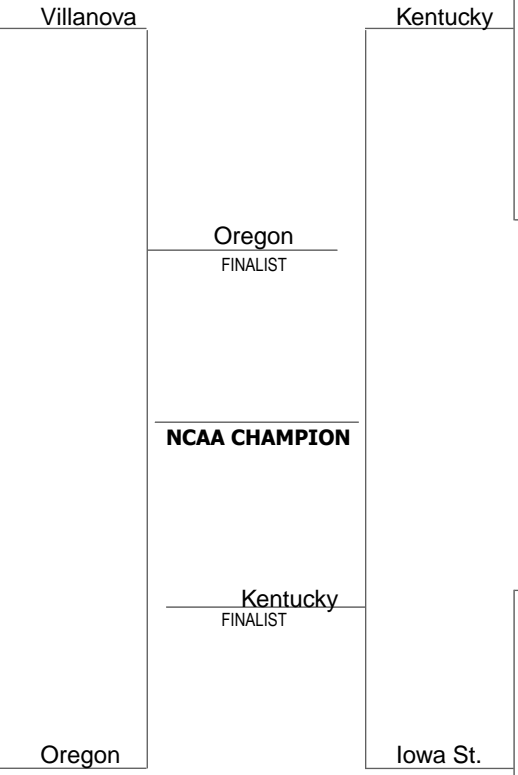 Villanova
Kentucky
Oregon
FINALIST
NCAA CHAMPION
Kentucky
FINALIST
Oregon
Iowa St.